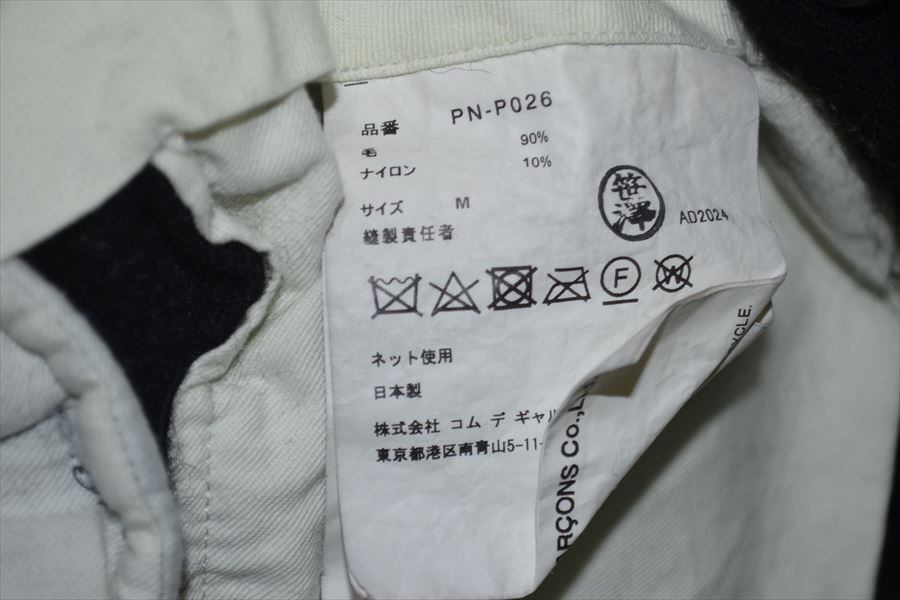 品番 PN-P026
毛 90%
ナイロン 10%
サイズ M
縫製責任者
笹澤
AD2024
F W
ネット使用
日本製
株式会社 コム デ ギャル
東京都港区南青山5-11-
ARÇONS Co.,
YCLE.